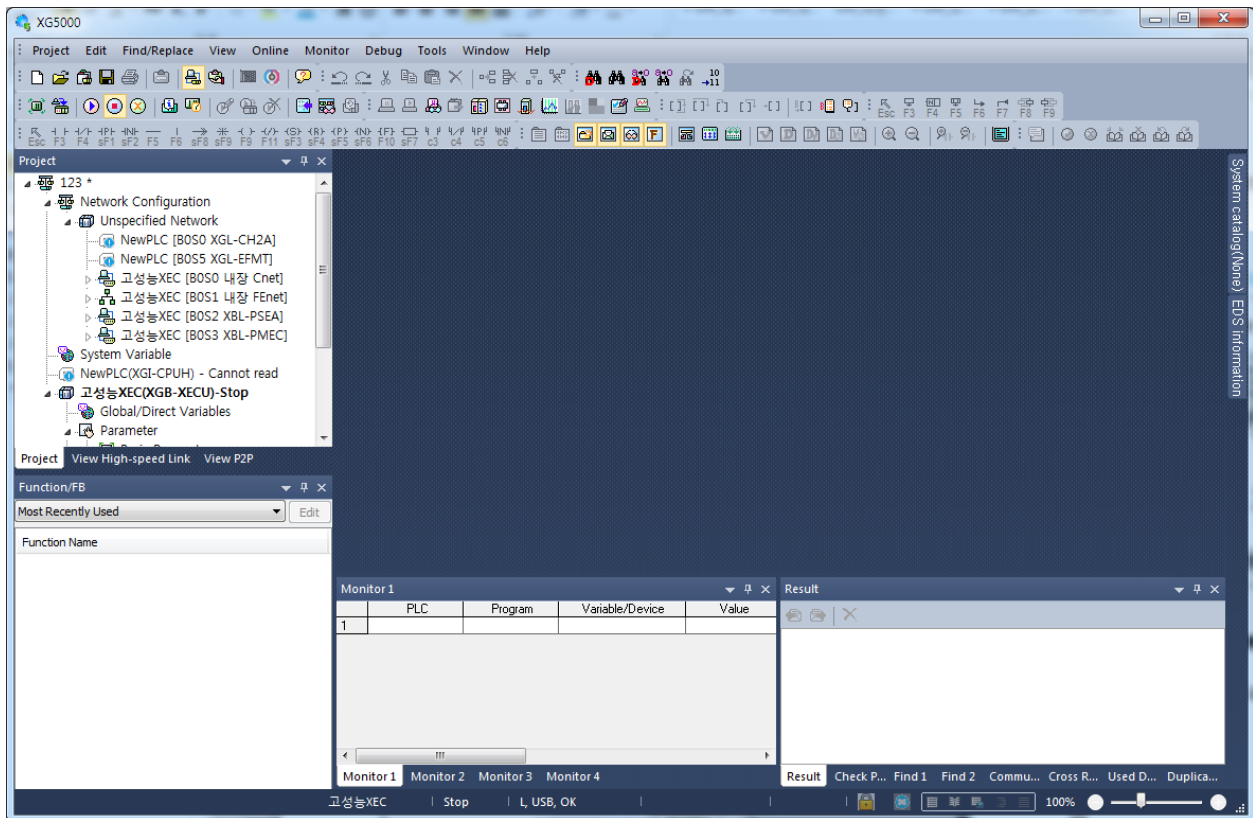 XG5000
Project Edit Find/Replace View Online Monitor Debug Tools Window Help
Esc F3 F4 F5 F6 F7 F8 F9
Esc F3 F4 sF1 sF2 F5 F6 sF8 sF9 F9 F11 sF3 sF4 sF5 sF6 F10 sF7 c3 c4 c5 c6
Project
123 *
Network Configuration
Unspecified Network
NewPLC [B0S0 XGL-CH2A]
NewPLC [B0S5 XGL-EFMT]
고성능XEC [B0S0 내장 Cnet]
고성능XEC [B0S1 내장 FEnet]
고성능XEC [B0S2 XBL-PSEA]
고성능XEC [B0S3 XBL-PMEC]
System Variable
NewPLC(XGI-CPUH) - Cannot read
고성능XEC(XGB-XECU)-Stop
Global/Direct Variables
Parameter
Project View High-speed Link View P2P
Function/FB
Most Recently Used Edit
Function Name
System catalog(None) EDS information
Monitor 1
PLC Program Variable/Device Value
1
Monitor 1 Monitor 2 Monitor 3 Monitor 4
Result
Result Check P... Find 1 Find 2 Commu... Cross R... Used D... Duplica...
고성능XEC Stop L, USB, OK 100%